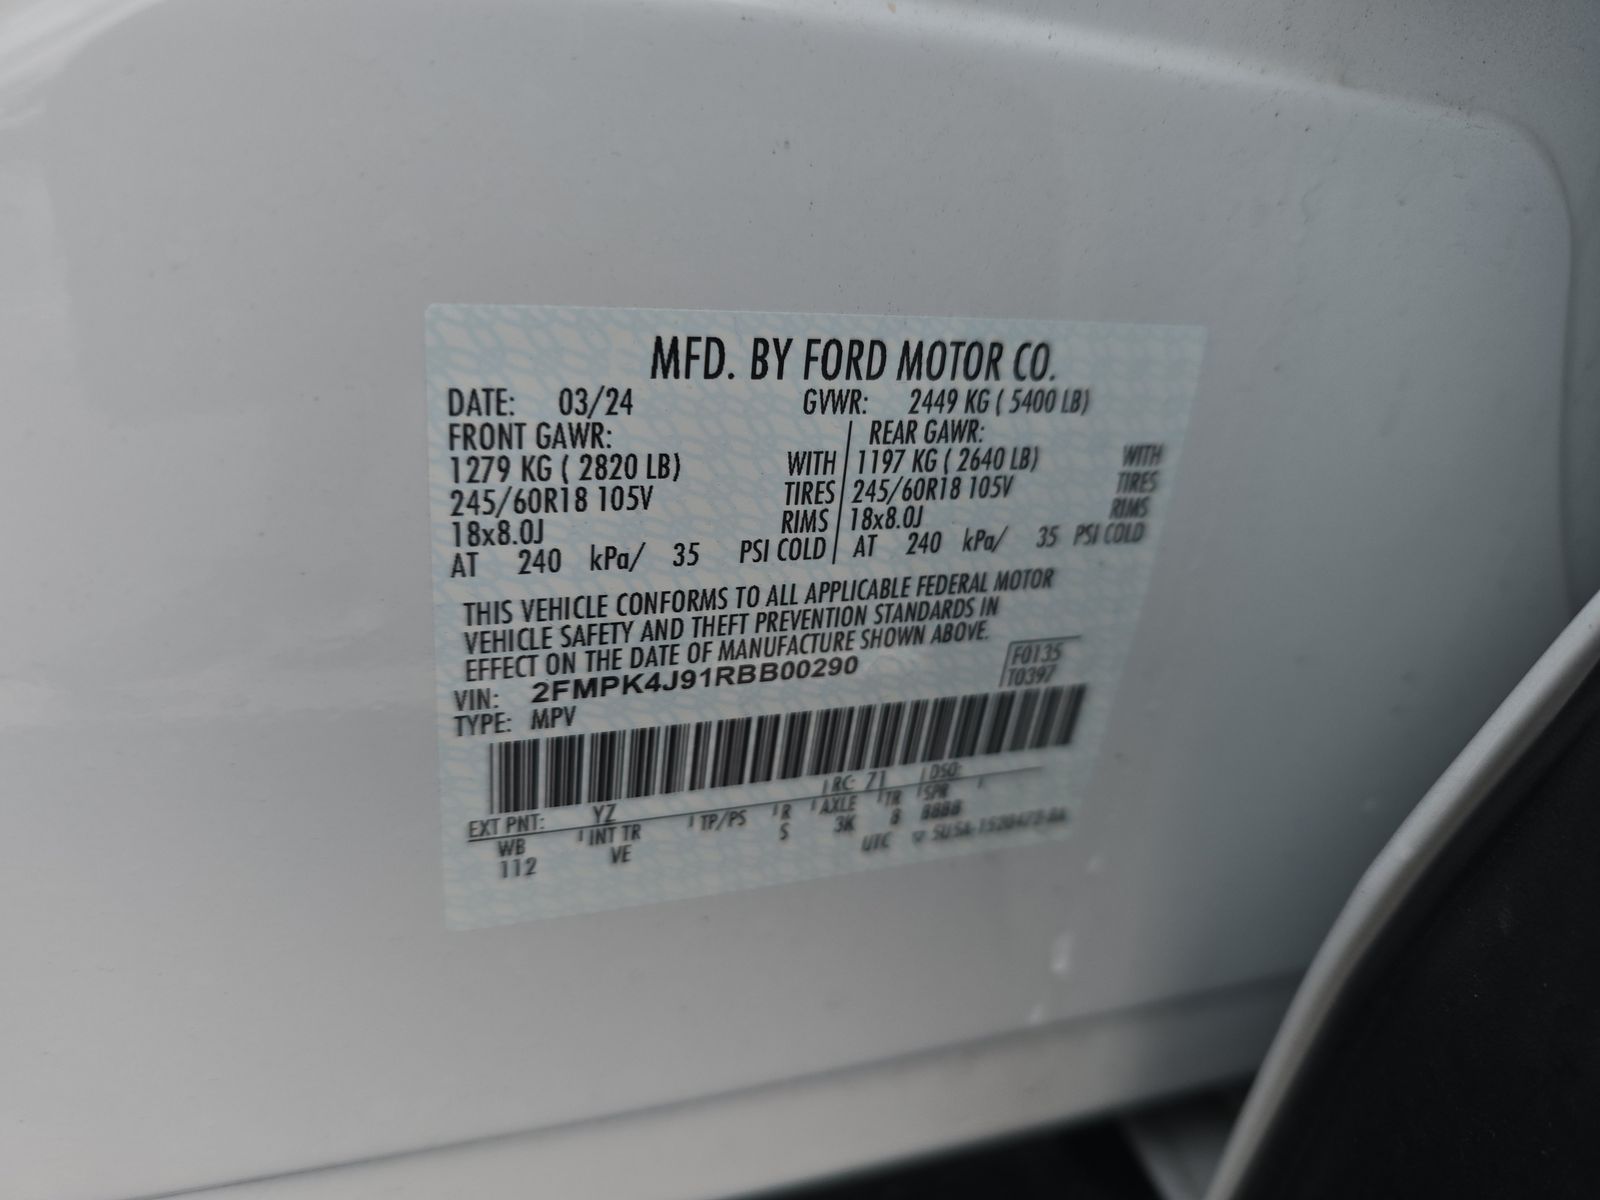 MFD. BY FORD MOTOR CO.
DATE: 03/24 GVWR: 2449 KG ( 5400 LB)
FRONT GAWR: REAR GAWR:
1279 KG ( 2820 LB) WITH 1197 KG ( 2640 LB) WITH
245/60R18 105V TIRES 245/60R18 105V TIRES
18x8.0J RIMS 18x8.0J RIMS
AT 240 kPa/ 35 PSI COLD AT 240 kPa/ 35 PSI COLD
THIS VEHICLE CONFORMS TO ALL APPLICABLE FEDERAL MOTOR
VEHICLE SAFETY AND THEFT PREVENTION STANDARDS IN
EFFECT ON THE DATE OF MANUFACTURE SHOWN ABOVE.
VIN: 2FMPK4J91RBB00290 F0135
TYPE: MPV T0397
EXT PNT: YZ RC: 71 DSO:
WB INT TR TP/PS R AXLE TR SPR
112 VE S 3K 8 BBBB
UTC